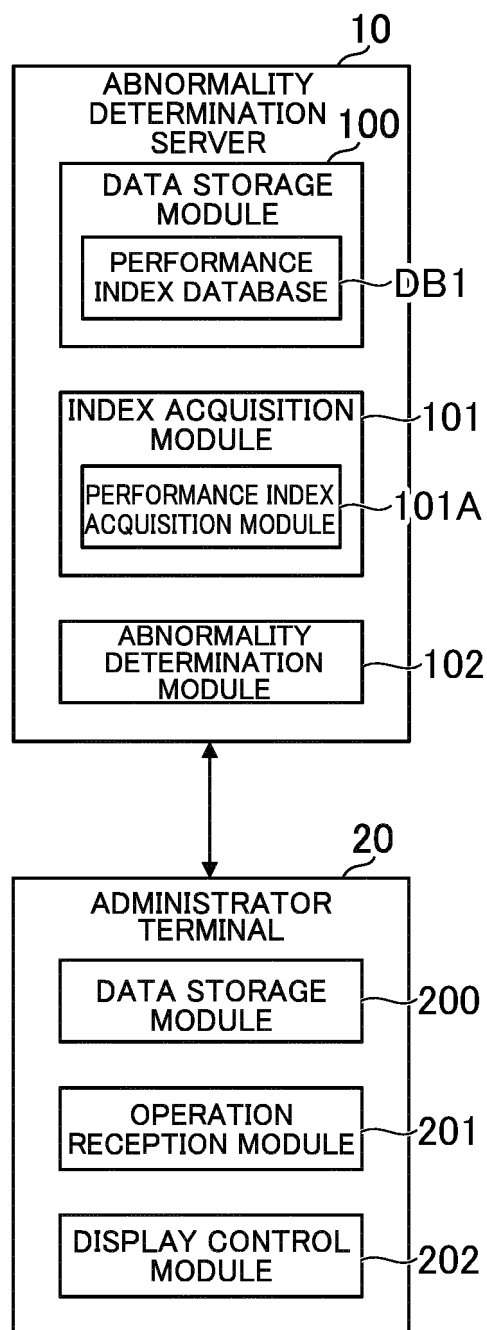 10
ABNORMALITY
DETERMINATION
SERVER
100
DATA STORAGE
MODULE
PERFORMANCE
INDEX DATABASE
DB1
INDEX ACQUISITION
MODULE
101
PERFORMANCE INDEX
ACQUISITION MODULE
101A
ABNORMALITY
DETERMINATION
MODULE
102
20
ADMINISTRATOR
TERMINAL
DATA STORAGE
MODULE
200
OPERATION
RECEPTION MODULE
201
DISPLAY CONTROL
MODULE
202